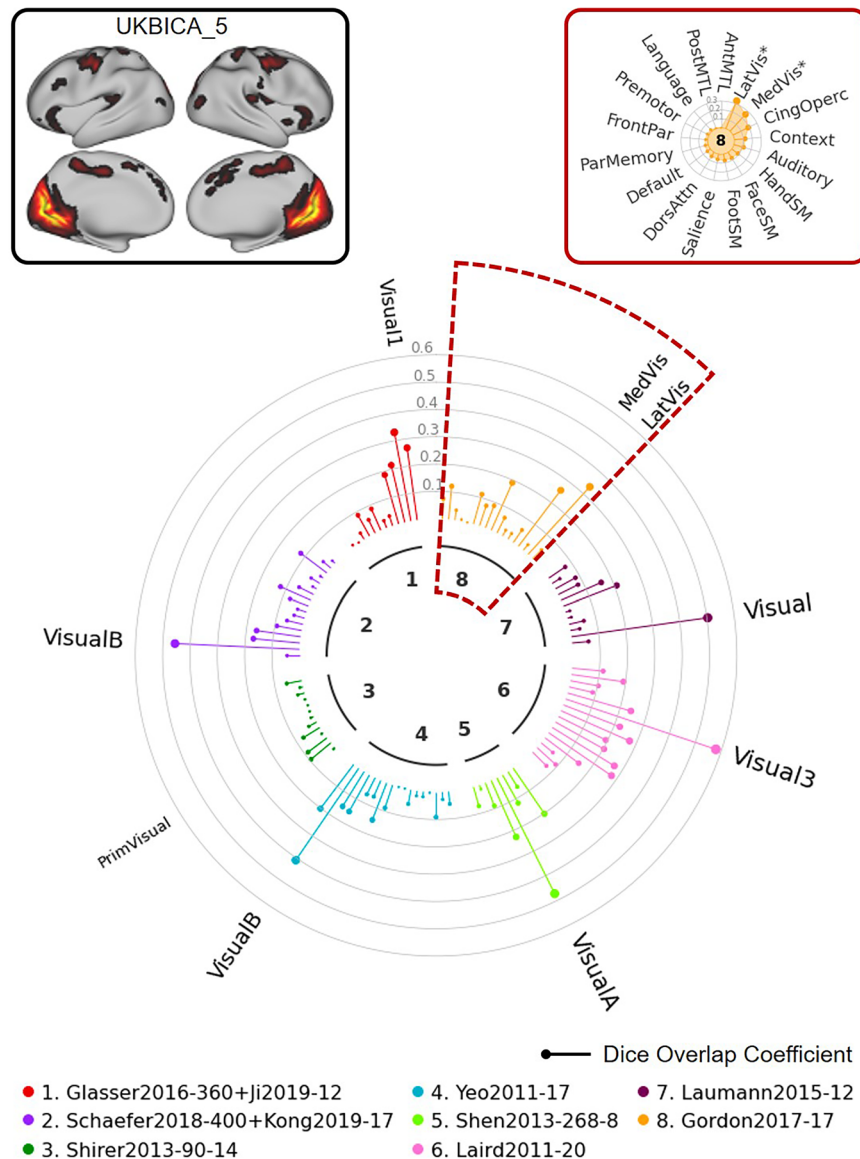 UKBICA_5
Language
PostMTL
AntMTL
LatVis*
MedVis*
Premotor
CingOperc
FrontPar
Context
ParMemory
Auditory
Default
HandSM
DorsAttn
FaceSM
Salience
FootSM
0.3
0.2
0.1
8
Visual1
0.6
0.5
0.4
0.3
0.2
0.1
MedVis
LatVis
1
8
2
7
Visual
VisualB
3
6
4
5
Visual3
PrimVisual
VisualB
VisualA
Dice Overlap Coefficient
1. Glasser2016-360+Ji2019-12
2. Schaefer2018-400+Kong2019-17
3. Shirer2013-90-14
4. Yeo2011-17
5. Shen2013-268-8
6. Laird2011-20
7. Laumann2015-12
8. Gordon2017-17